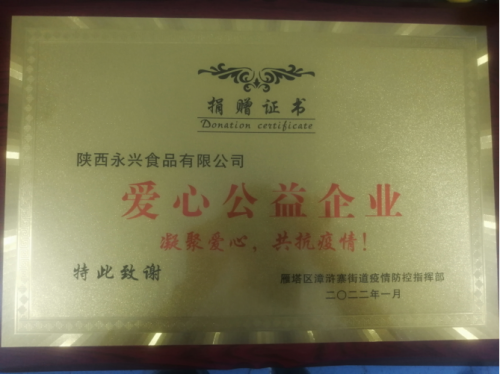 捐赠证书
Donation certificate
陕西永兴食品有限公司
爱心公益企业
凝聚爱心，共抗疫情！
特此致谢
雁塔区漳浒寨街道疫情防控指挥部
二〇二二年一月